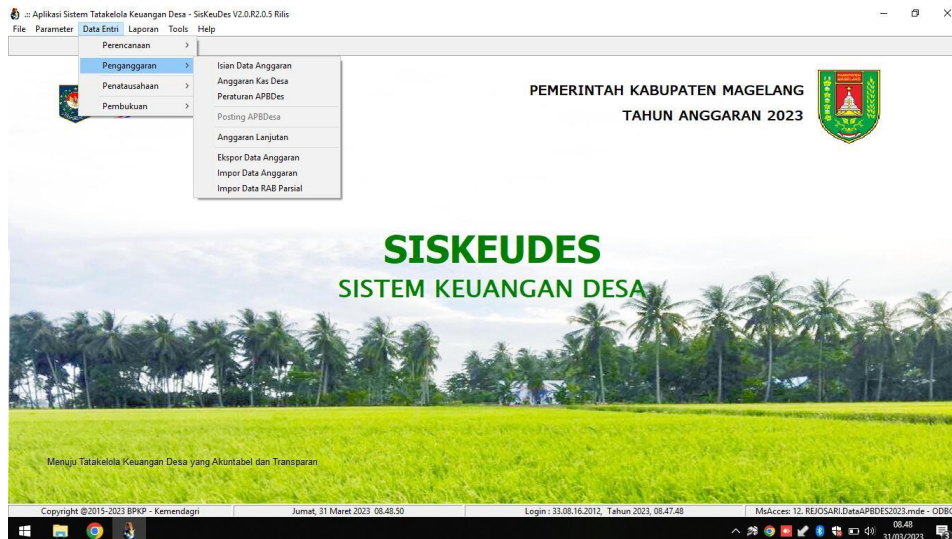 .:: Aplikasi Sistem Tatakelola Keuangan Desa - SisKeuDes V2.0.R2.0.5 Rilis
File Parameter Data Entri Laporan Tools Help
Perencanaan
Penganggaran
Penatausahaan
Pembukuan
Isian Data Anggaran
Anggaran Kas Desa
Peraturan APBDes
Posting APBDesa
Anggaran Lanjutan
Ekspor Data Anggaran
Impor Data Anggaran
Impor Data RAB Parsial
PEMERINTAH KABUPATEN MAGELANG
TAHUN ANGGARAN 2023
SISKEUDES
SISTEM KEUANGAN DESA
Menuju Tatakelola Keuangan Desa yang Akuntabel dan Transparan
Copyright @2015-2023 BPKP - Kemendagri Jumat, 31 Maret 2023 08.48.50 Login : 33.08.16.2012, Tahun 2023, 08.47.48 MsAcces: 12. REJOSARI.DataAPBDES2023.mde - ODBC
08.48
31/03/2023